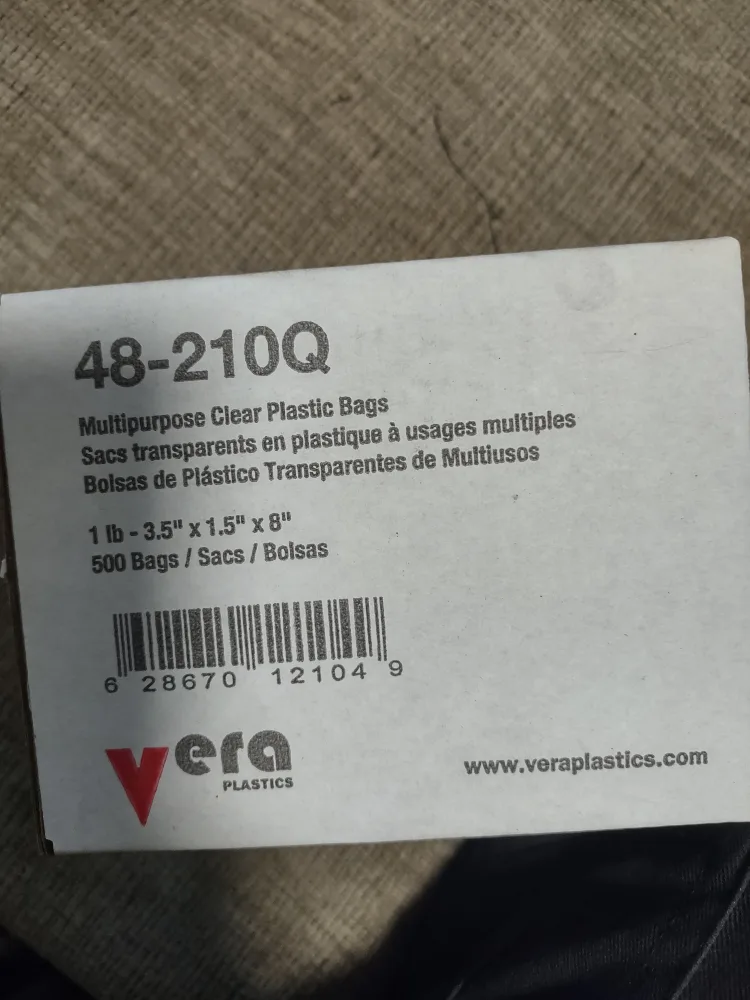 48-210Q
Multipurpose Clear Plastic Bags
Sacs transparents en plastique à usages multiples
Bolsas de Plástico Transparentes de Multiusos
1 lb - 3.5" x 1.5" x 8"
500 Bags / Sacs / Bolsas
6 28670 12104 9
vera
PLASTICS
www.veraplastics.com